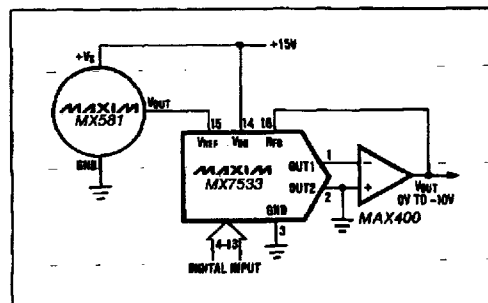 +VS
+15V
MAXIM
MX581
VOUT
GND
15
14
16
VREF
VDD
RFB
MAXIM
MX7533
OUT1
1
OUT2
2
GND
3
4-13
DIGITAL INPUT
-
+
VOUT
0V TO -10V
MAX400